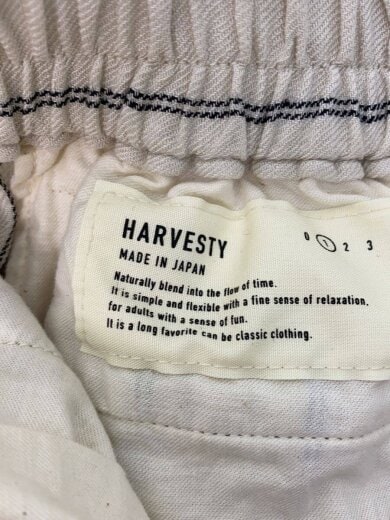 HARVESTY
0 1 2 3
MADE IN JAPAN
Naturally blend into the flow of time.
It is simple and flexible with a fine sense of relaxation.
for adults with a sense of fun.
It is a long favorite can be classic clothing.